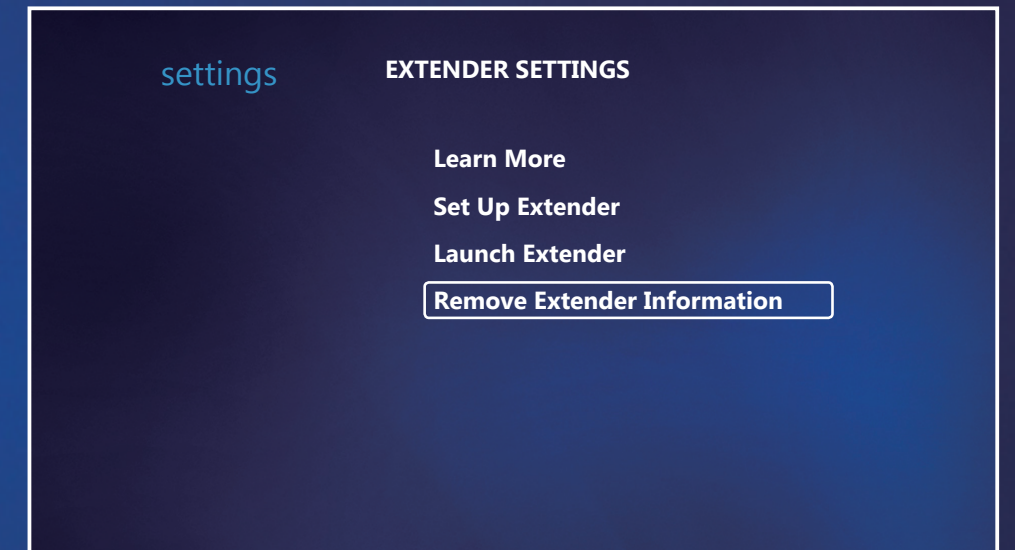 settings
EXTENDER SETTINGS
Learn More
Set Up Extender
Launch Extender
Remove Extender Information